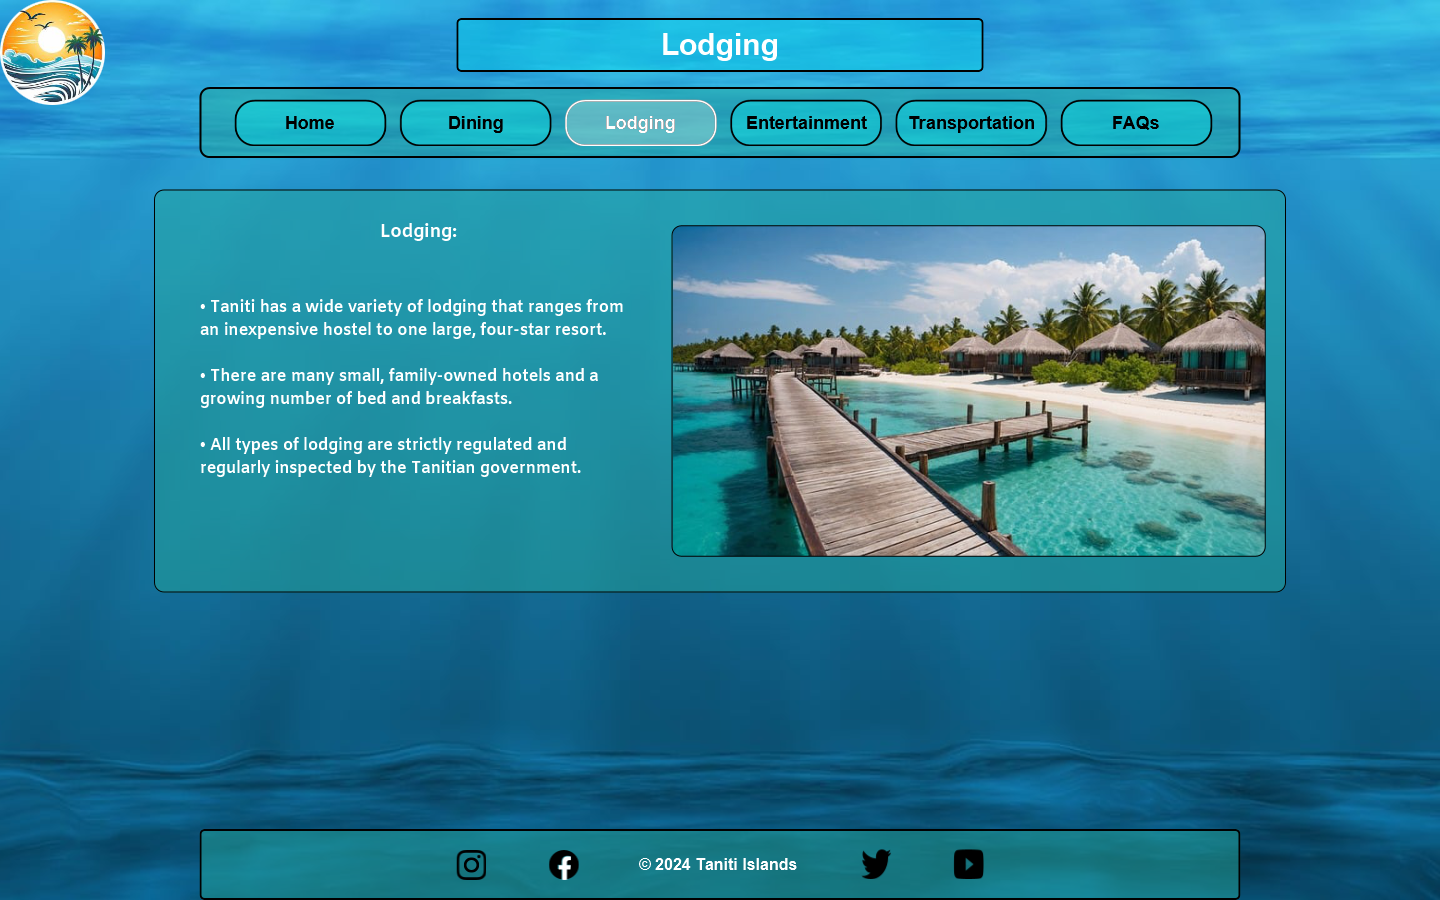 Lodging
Home
Dining
Lodging
Entertainment
Transportation
FAQs
Lodging:
• Taniti has a wide variety of lodging that ranges from
an inexpensive hostel to one large, four-star resort.
• There are many small, family-owned hotels and a
growing number of bed and breakfasts.
• All types of lodging are strictly regulated and
regularly inspected by the Tanitian government.
© 2024 Taniti Islands